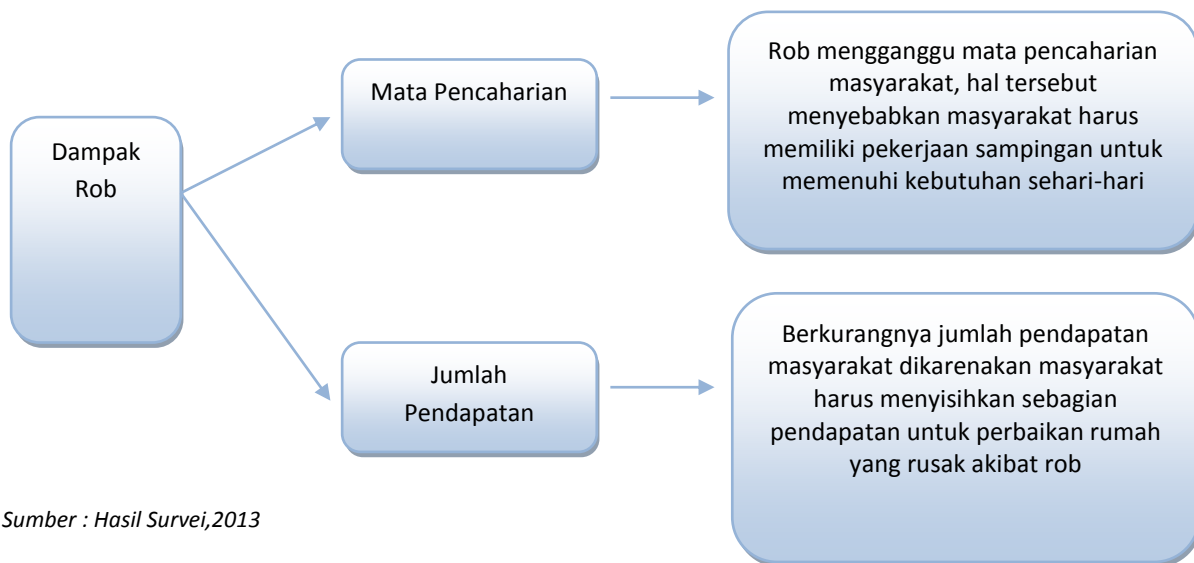 Dampak
Rob
Mata Pencaharian
Rob mengganggu mata pencaharian
masyarakat, hal tersebut
menyebabkan masyarakat harus
memiliki pekerjaan sampingan untuk
memenuhi kebutuhan sehari-hari
Jumlah
Pendapatan
Berkurangnya jumlah pendapatan
masyarakat dikarenakan masyarakat
harus menyisihkan sebagian
pendapatan untuk perbaikan rumah
yang rusak akibat rob
Sumber : Hasil Survei,2013